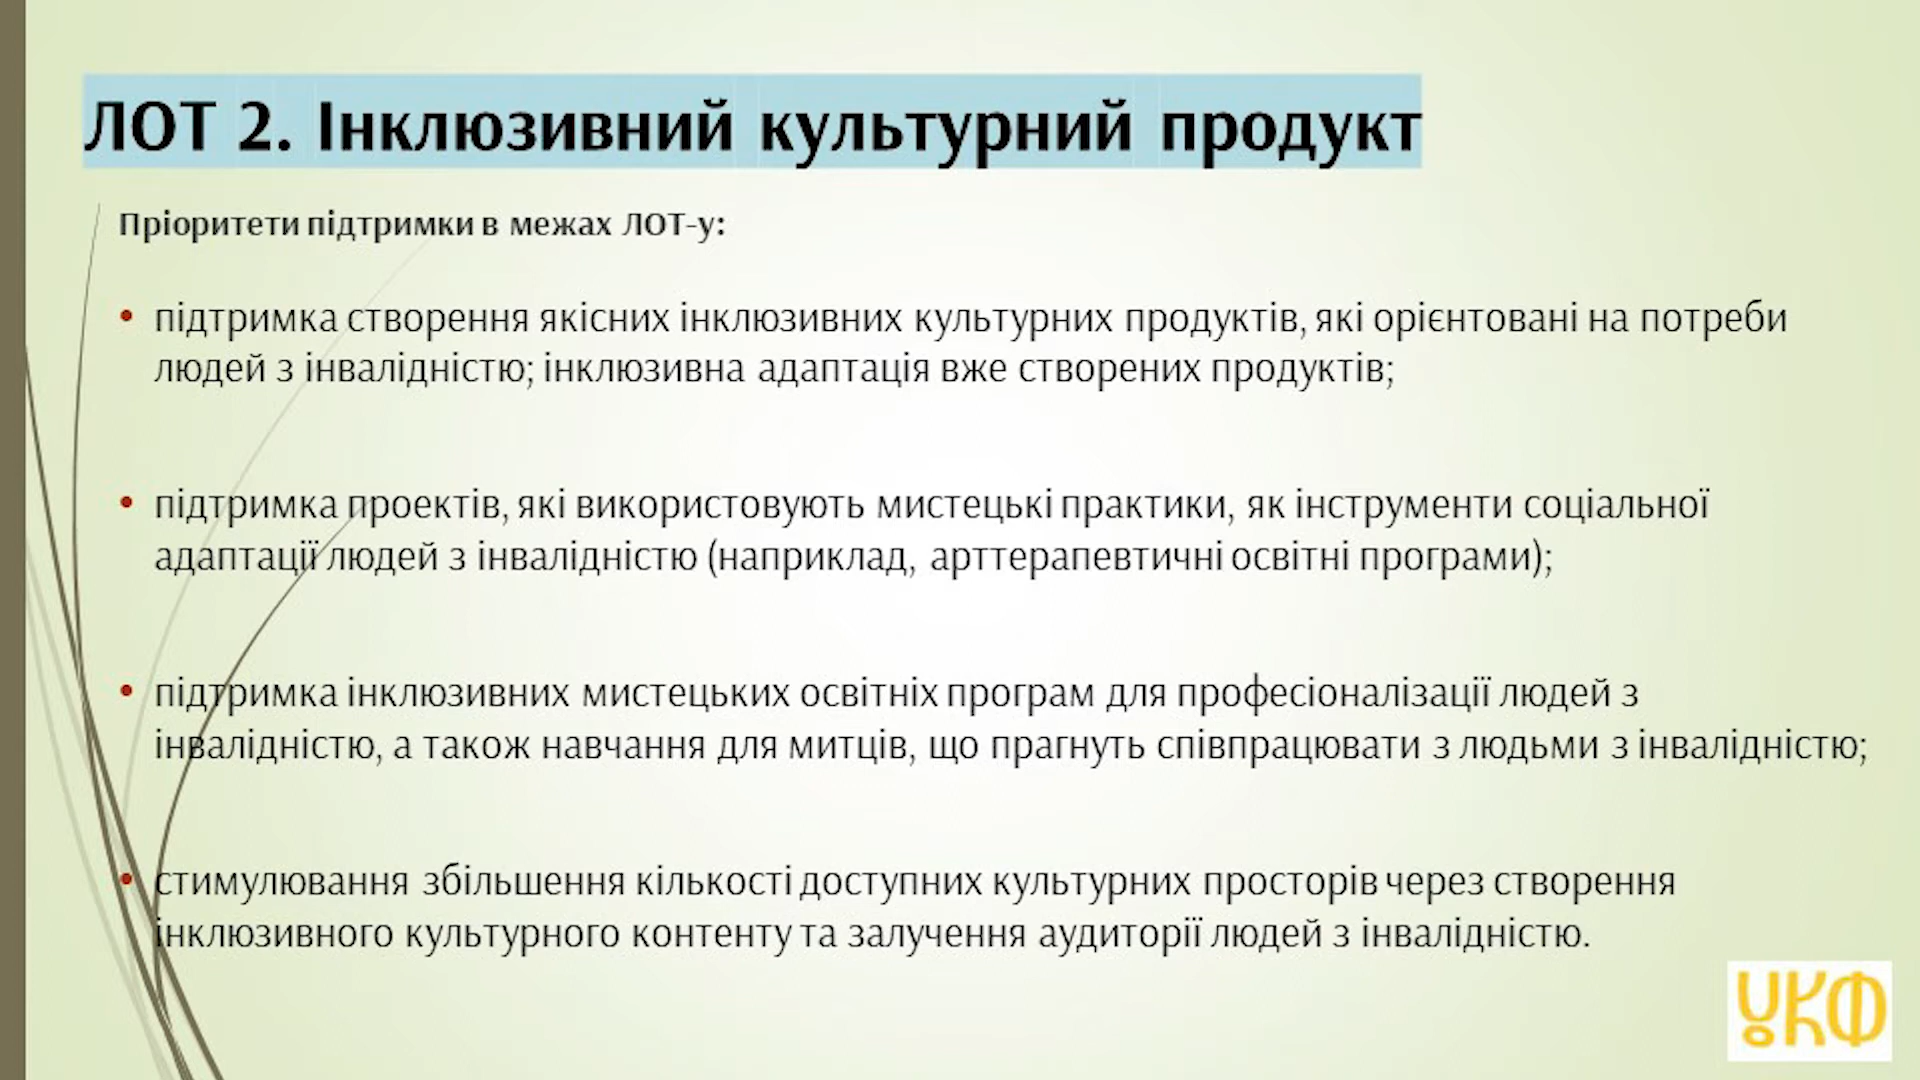 ЛОТ 2. Інклюзивний культурний продукт
Пріоритети підтримки в межах ЛОТ-у:
• підтримка створення якісних інклюзивних культурних продуктів, які орієнтовані на потреби
людей з інвалідністю; інклюзивна адаптація вже створених продуктів;
• підтримка проектів, які використовують мистецькі практики, як інструменти соціальної
адаптації людей з інвалідністю (наприклад, арттерапевтичні освітні програми);
• підтримка інклюзивних мистецьких освітніх програм для професіоналізації людей з
інвалідністю, а також навчання для митців, що прагнуть співпрацювати з людьми з інвалідністю;
• стимулювання збільшення кількості доступних культурних просторів через створення
інклюзивного культурного контенту та залучення аудиторії людей з інвалідністю.
УКФ